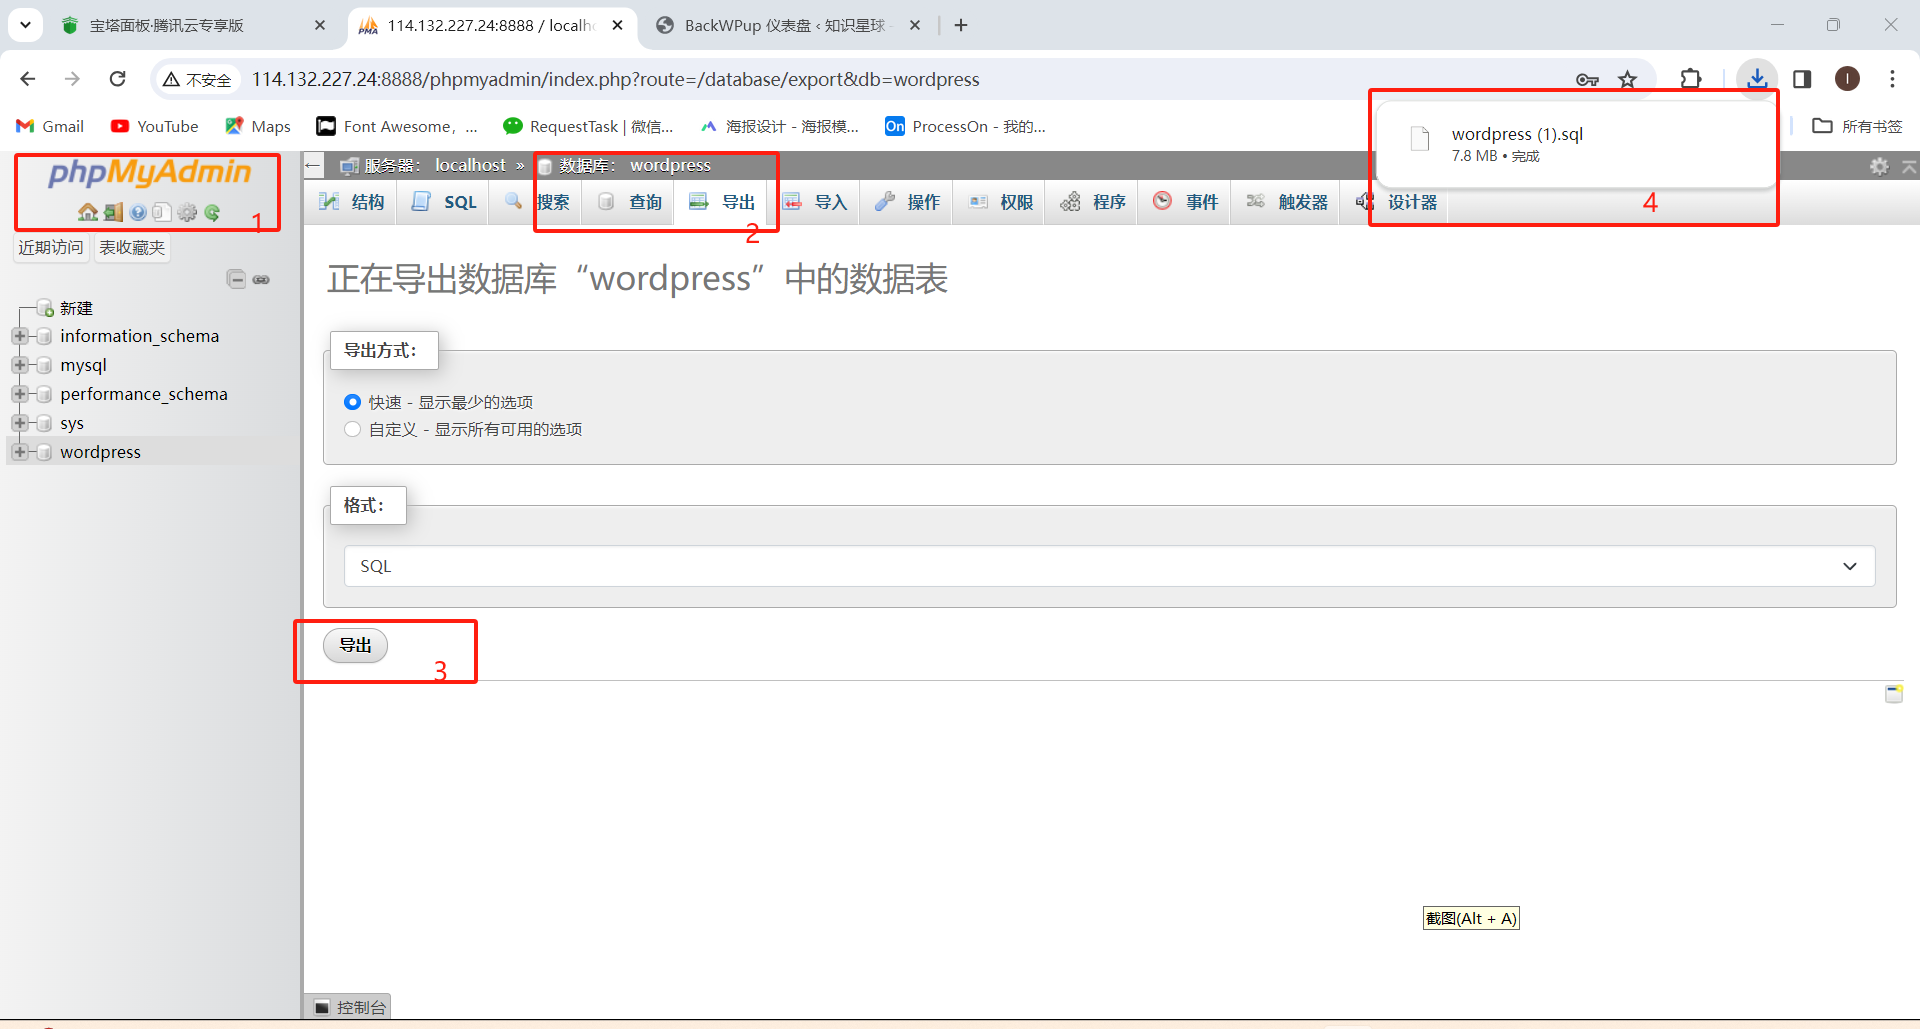 宝塔面板·腾讯云专享版
PMA
114.132.227.24:8888 / localh
BackWPup 仪表盘 ‹ 知识星球
不安全
114.132.227.24:8888/phpmyadmin/index.php?route=/database/export&db=wordpress
I
Gmail
YouTube
Maps
Font Awesome， ...
RequestTask | 微信...
海报设计 - 海报模...
On
ProcessOn - 我的...
所有书签
wordpress (1).sql
7.8 MB • 完成
4
phpMyAdmin
1
近期访问
表收藏夹
新建
information_schema
mysql
performance_schema
sys
wordpress
服务器： localhost » 数据库： wordpress
结构
SQL
搜索
查询
导出
导入
操作
权限
程序
事件
触发器
设计器
2
正在导出数据库“wordpress”中的数据表
导出方式：
快速 - 显示最少的选项
自定义 - 显示所有可用的选项
格式：
SQL
导出
3
截图(Alt + A)
控制台